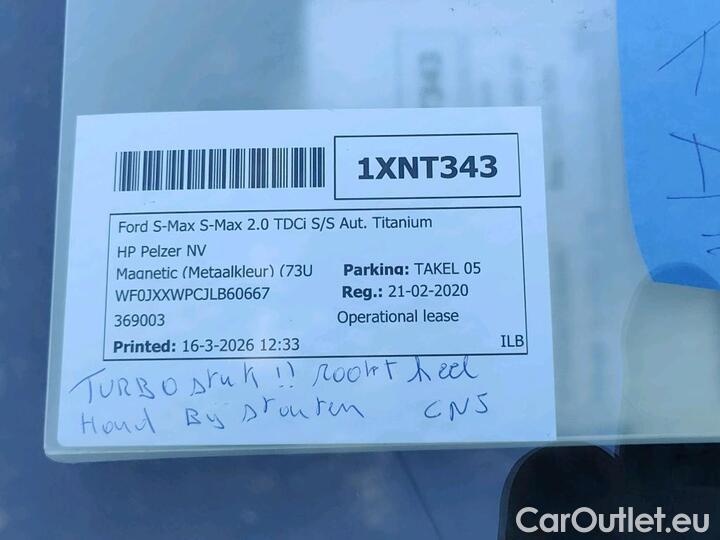 1XNT343
Ford S-Max S-Max 2.0 TDCi S/S Aut. Titanium
HP Pelzer NV
Magnetic (Metaalkleur) (73U Parking: TAKEL 05
WF0JXXWPCJLB60667 Reg.: 21-02-2020
369003 Operational lease
Printed: 16-3-2026 12:33 ILB
TURBO stuk !! rookt heel
Hard By starten CNS
CarOutlet.eu